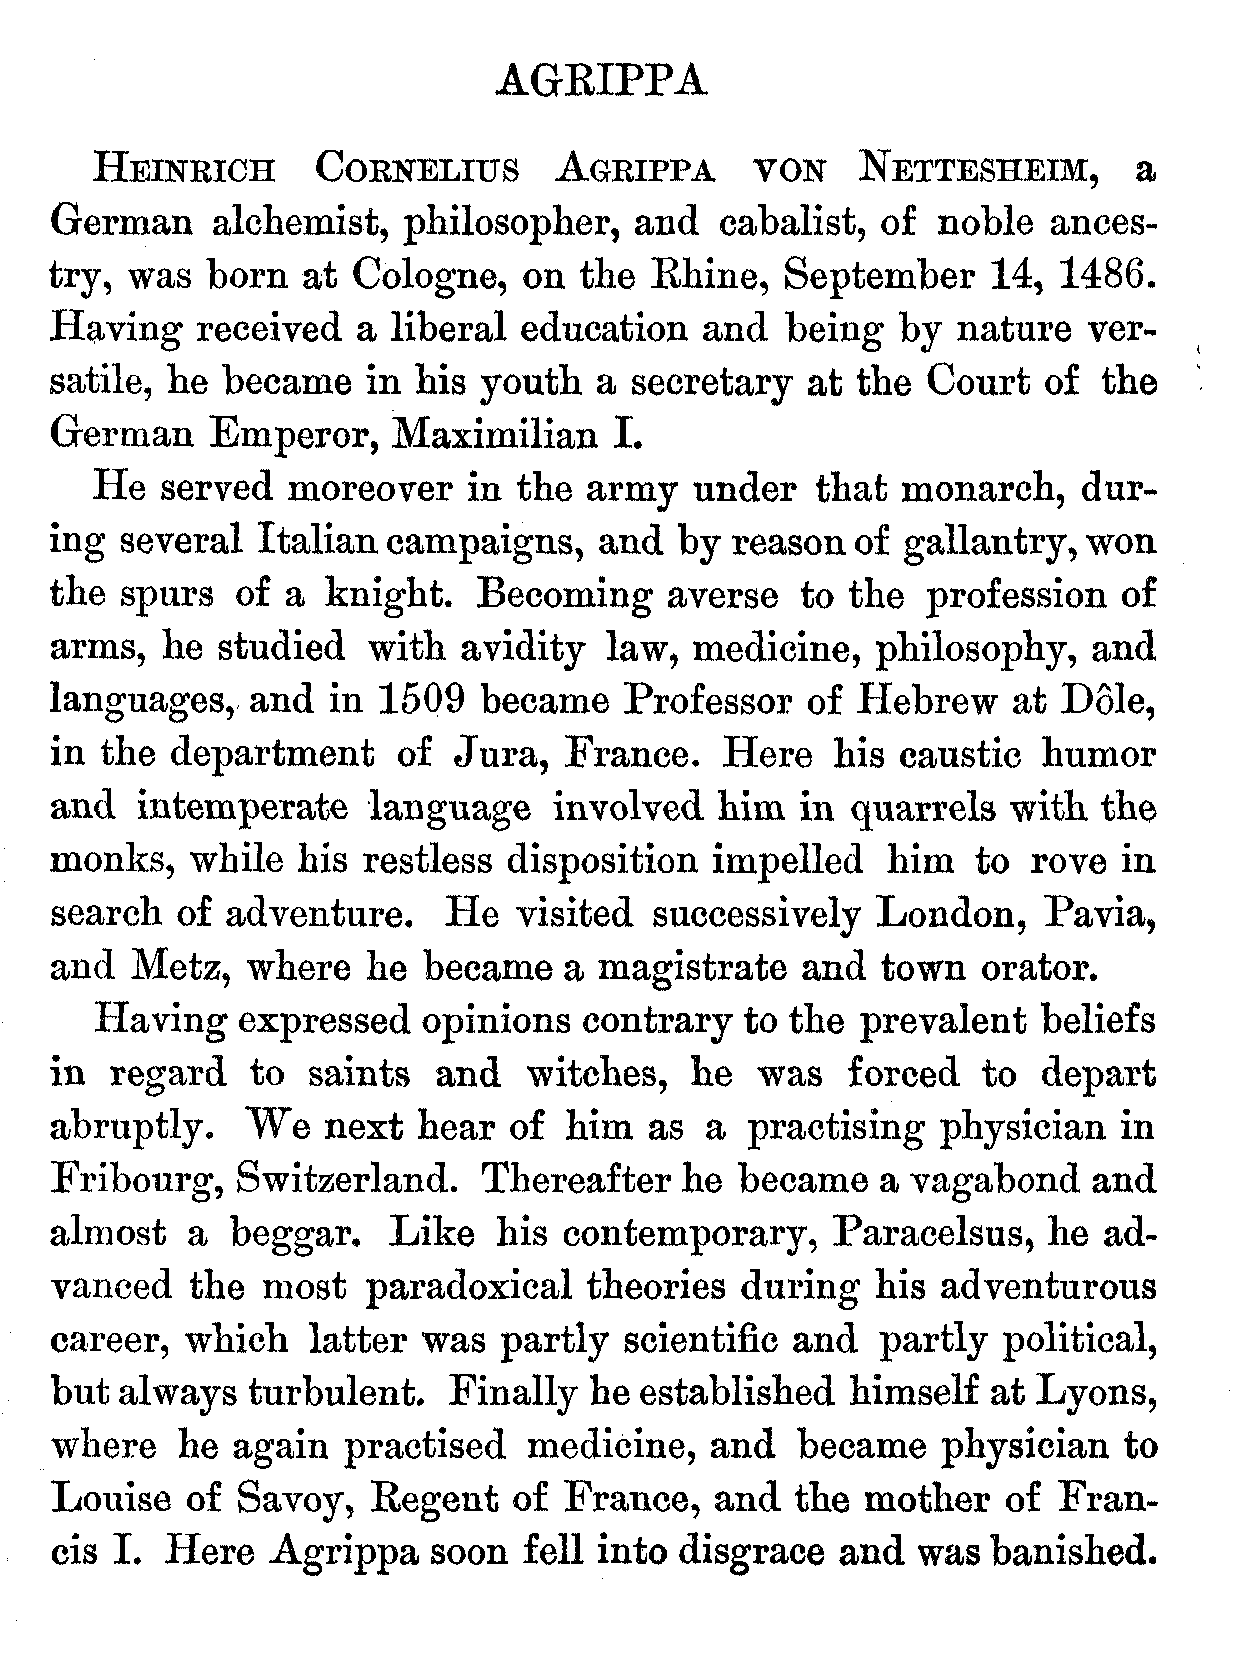 AGRIPPA
Heinrich Cornelius Agrippa von Nettesheim, a
German alchemist, philosopher, and cabalist, of noble ances-
try, was born at Cologne, on the Rhine, September 14, 1486.
Having received a liberal education and being by nature ver-
satile, he became in his youth a secretary at the Court of the
German Emperor, Maximilian I.
He served moreover in the army under that monarch, dur-
ing several Italian campaigns, and by reason of gallantry, won
the spurs of a knight. Becoming averse to the profession of
arms, he studied with avidity law, medicine, philosophy, and
languages, and in 1509 became Professor of Hebrew at Dôle,
in the department of Jura, France. Here his caustic humor
and intemperate language involved him in quarrels with the
monks, while his restless disposition impelled him to rove in
search of adventure. He visited successively London, Pavia,
and Metz, where he became a magistrate and town orator.
Having expressed opinions contrary to the prevalent beliefs
in regard to saints and witches, he was forced to depart
abruptly. We next hear of him as a practising physician in
Fribourg, Switzerland. Thereafter he became a vagabond and
almost a beggar. Like his contemporary, Paracelsus, he ad-
vanced the most paradoxical theories during his adventurous
career, which latter was partly scientific and partly political,
but always turbulent. Finally he established himself at Lyons,
where he again practised medicine, and became physician to
Louise of Savoy, Regent of France, and the mother of Fran-
cis I. Here Agrippa soon fell into disgrace and was banished.